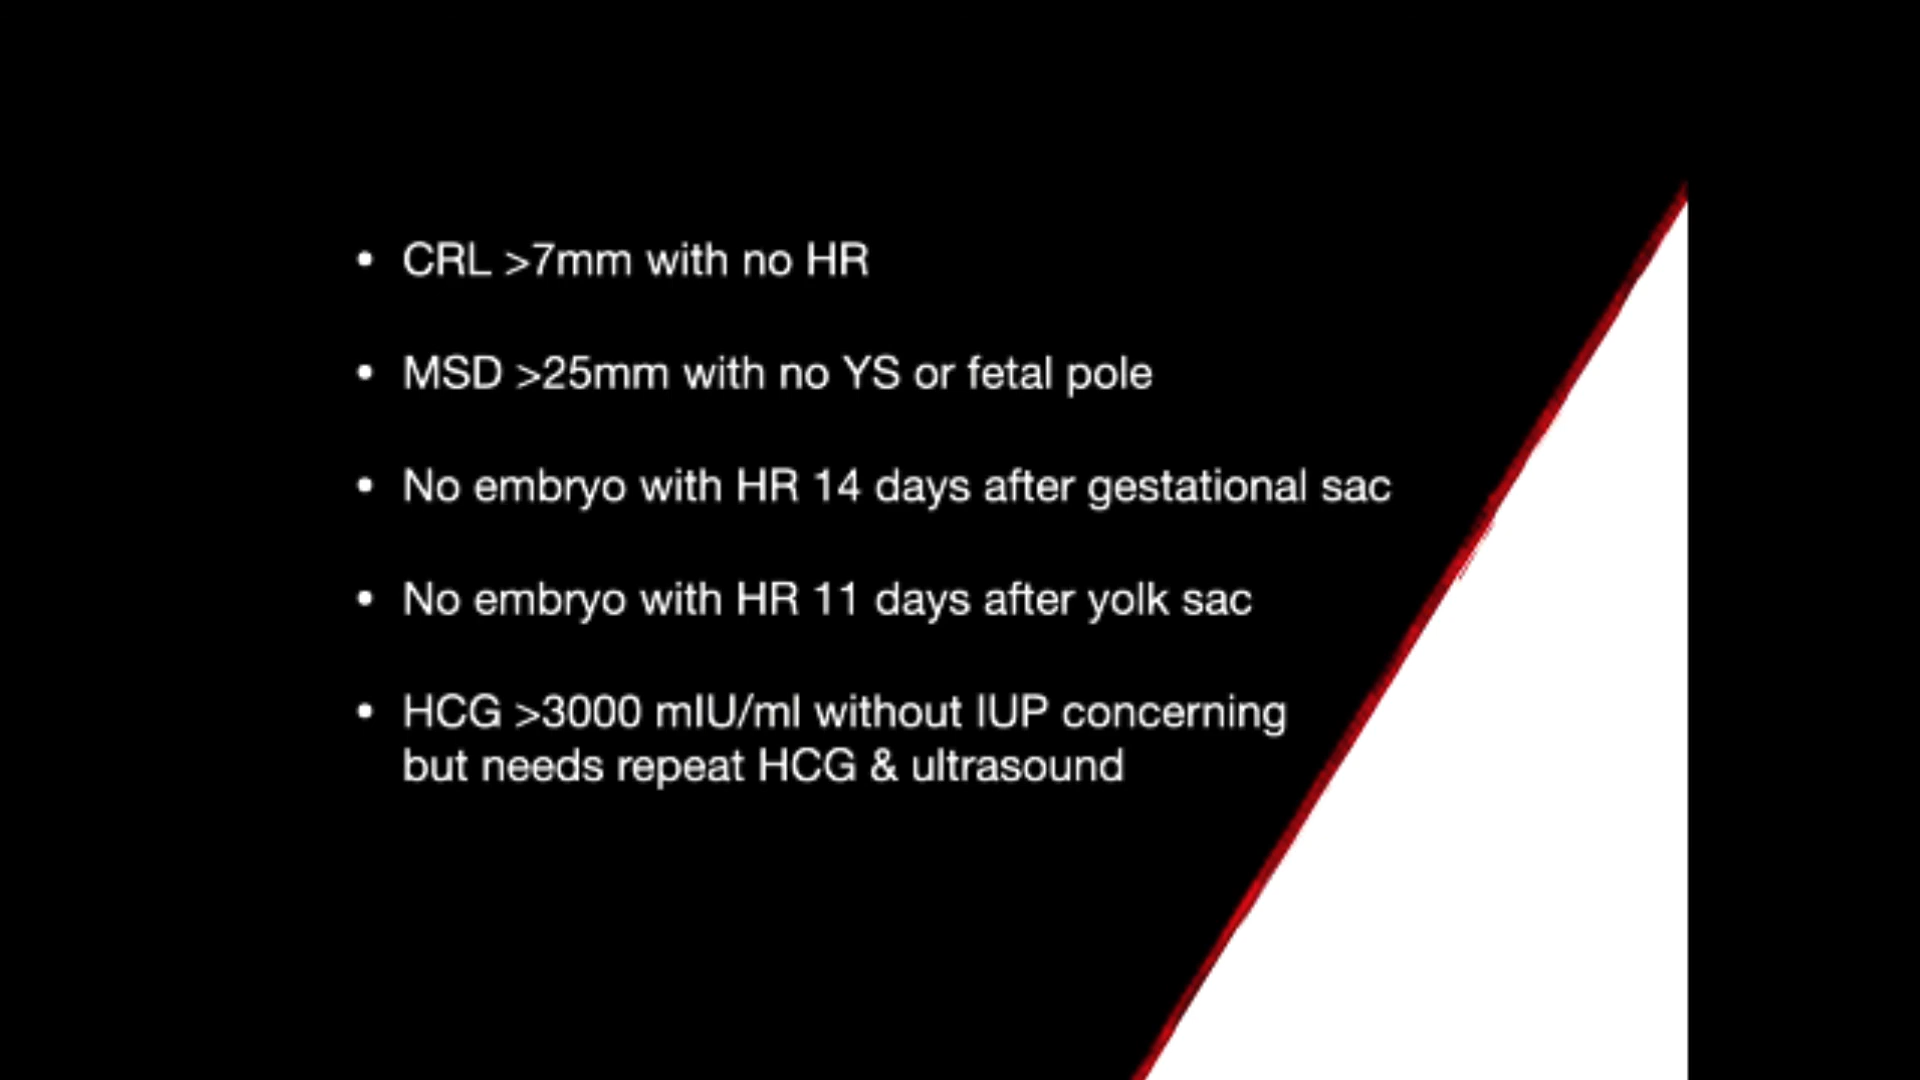 • CRL >7mm with no HR
• MSD >25mm with no YS or fetal pole
• No embryo with HR 14 days after gestational sac
• No embryo with HR 11 days after yolk sac
• HCG >3000 mIU/ml without IUP concerning
but needs repeat HCG & ultrasound